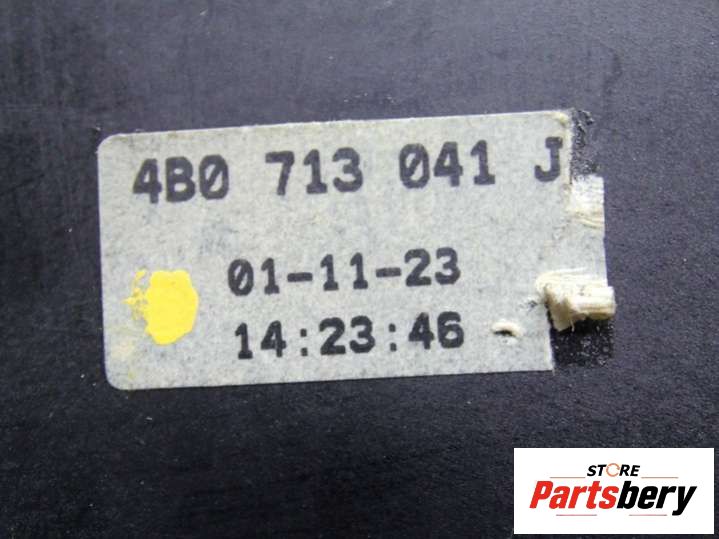 4B0 713 041 J
01-11-23
14:23:46
STORE
Partsbery